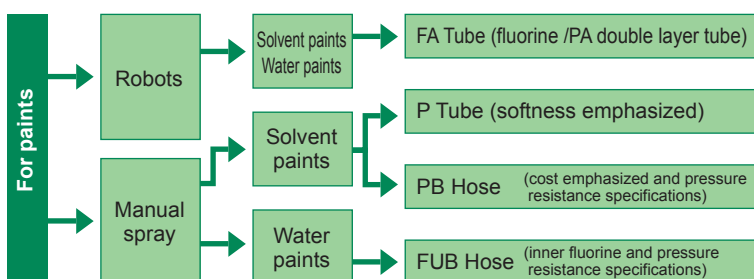 For paints
Robots
Solvent paints
Water paints
FA Tube (fluorine /PA double layer tube)
Manual
spray
Solvent
paints
P Tube (softness emphasized)
PB Hose (cost emphasized and pressure
resistance specifications)
Water
paints
FUB Hose (inner fluorine and pressure
resistance specifications)